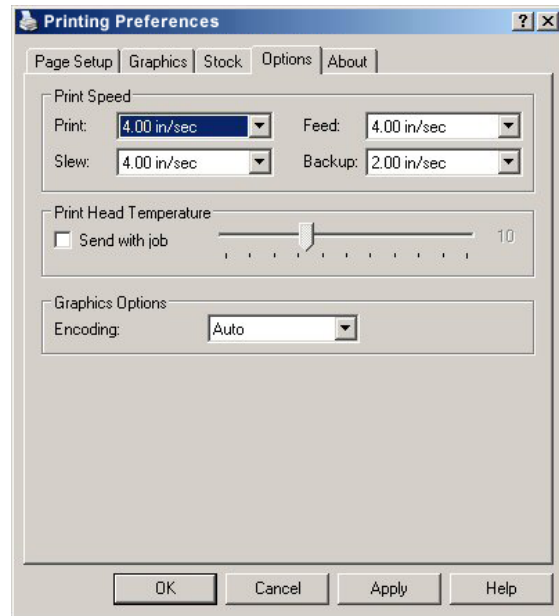 Printing Preferences
Page Setup Graphics Stock Options About
Print Speed
Print: 4.00 in/sec Feed: 4.00 in/sec
Slew: 4.00 in/sec Backup: 2.00 in/sec
Print Head Temperature
Send with job 10
Graphics Options
Encoding: Auto
OK Cancel Apply Help